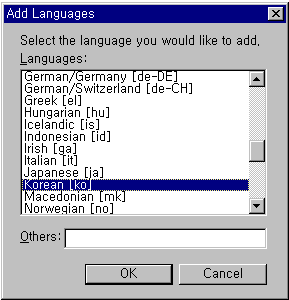 Add Languages
Select the language you would like to add.
Languages:
German/Germany [de-DE]
German/Switzerland [de-CH]
Greek [el]
Hungarian [hu]
Icelandic [is]
Indonesian [id]
Irish [ga]
Italian [it]
Japanese [ja]
Korean [ko]
Macedonian [mk]
Norwegian [no]
Others:
OK
Cancel